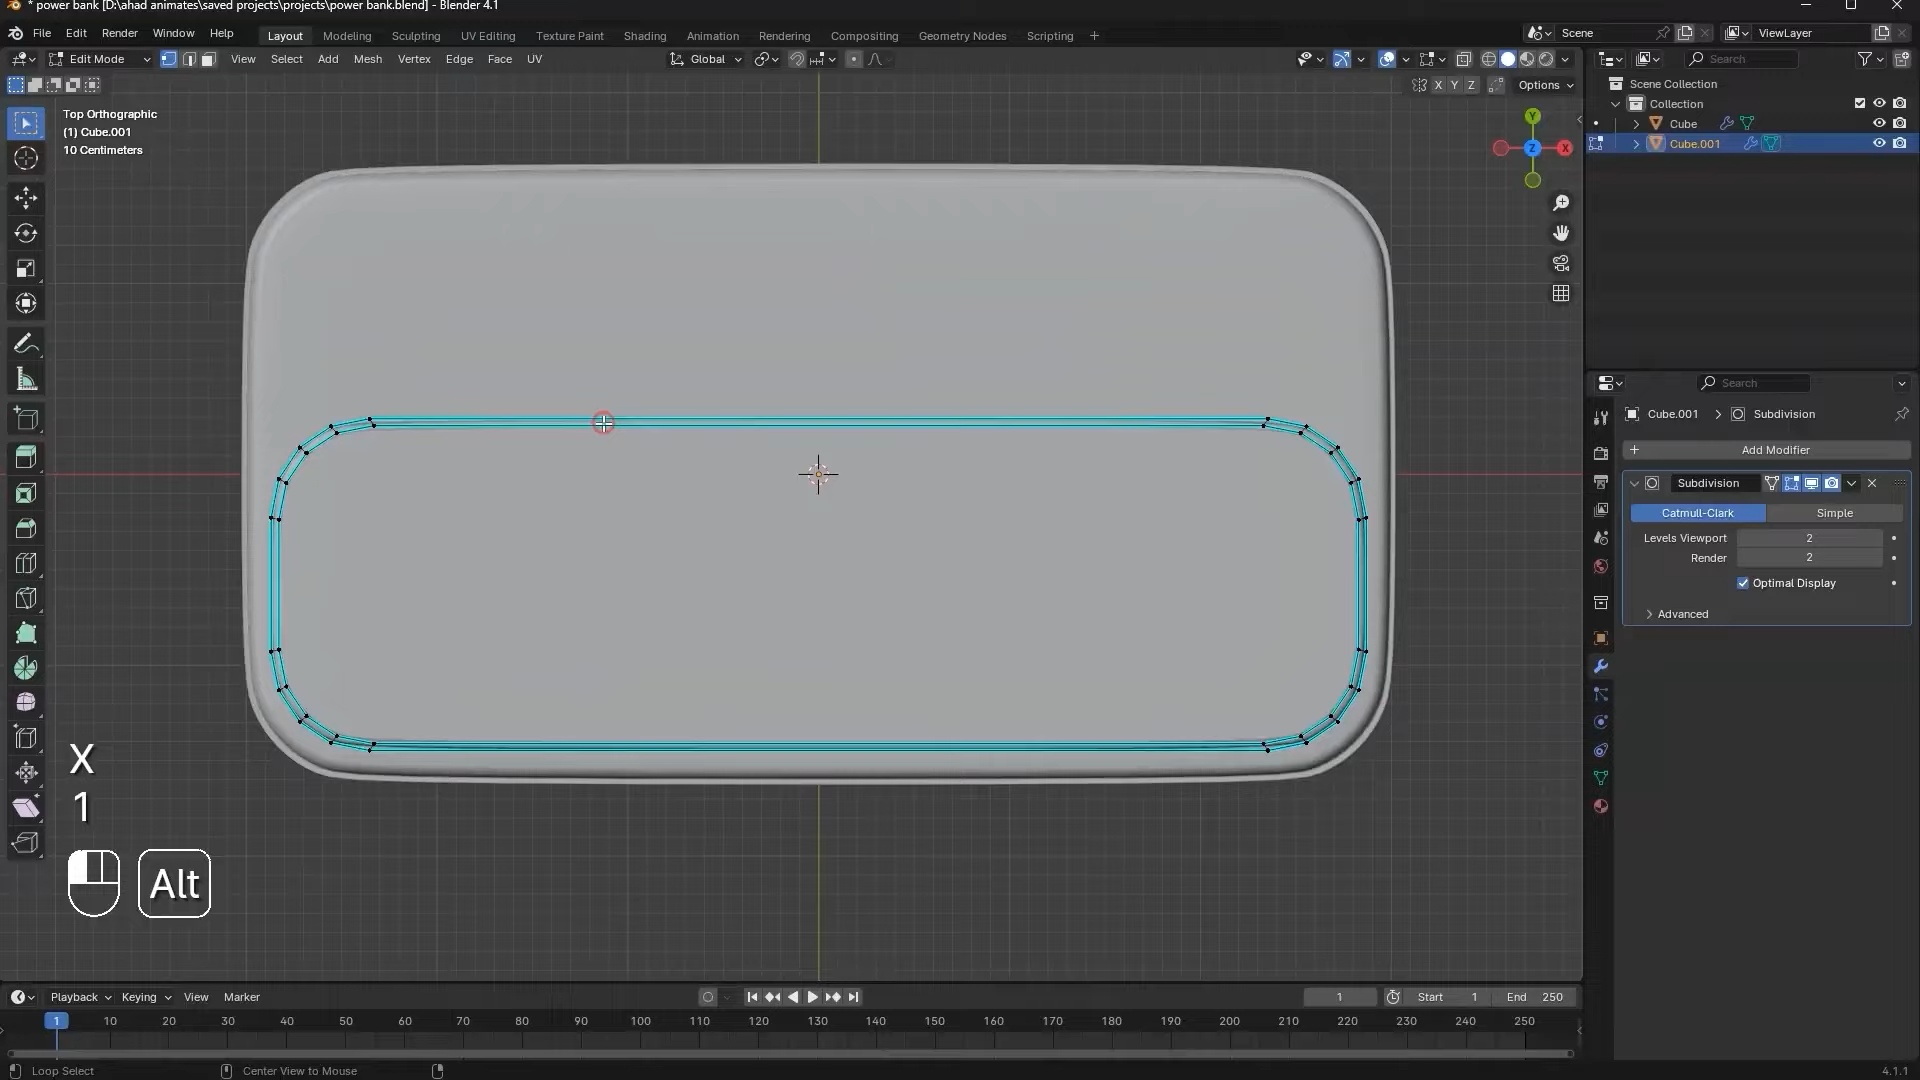 * power bank [D:\ahad animates\saved projects\projects\power bank.blend] - Blender 4.1
File Edit Render Window Help Layout Modeling Sculpting UV Editing Texture Paint Shading Animation Rendering Compositing Geometry Nodes Scripting + Scene ViewLayer
Edit Mode View Select Add Mesh Vertex Edge Face UV Global Search
X Y Z Options
Scene Collection
Collection
Cube
Cube.001
Top Orthographic
(1) Cube.001
10 Centimeters
Y
Z X
Search
Cube.001 > Subdivision
+ Add Modifier
Subdivision
Catmull-Clark Simple
Levels Viewport 2
Render 2
Optimal Display
Advanced
X
1
Alt
Playback Keying View Marker 1 Start 1 End 250
1 10 20 30 40 50 60 70 80 90 100 110 120 130 140 150 160 170 180 190 200 210 220 230 240 250
Loop Select Center View to Mouse 4.1.1